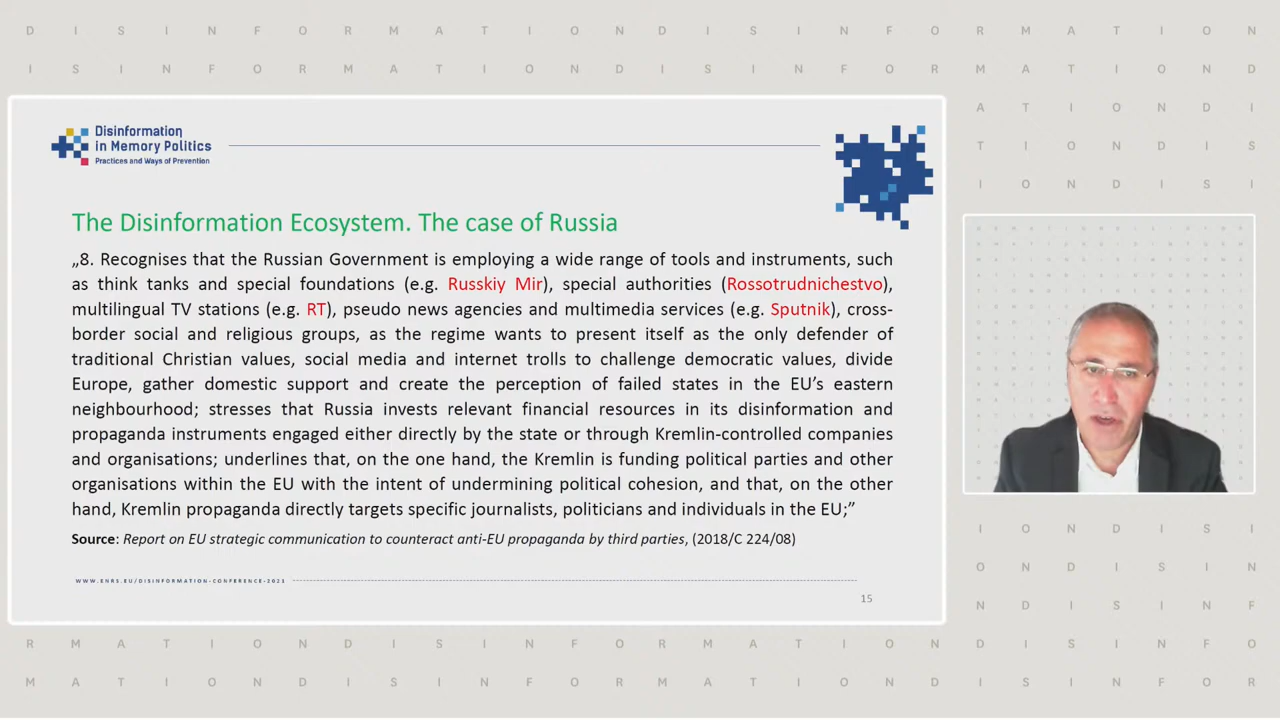 D I S I N F O R M A T I O N D I S I N F O R M A T I O N
I S I N F O R M A T I O N D I S I N F O R M A T I O N D
A T I O N D I
T I O N D I S
I O N D I S I
Disinformation
in Memory Politics
Practices and Ways of Prevention
The Disinformation Ecosystem. The case of Russia
„8. Recognises that the Russian Government is employing a wide range of tools and instruments, such
as think tanks and special foundations (e.g. Russkiy Mir), special authorities (Rossotrudnichestvo),
multilingual TV stations (e.g. RT), pseudo news agencies and multimedia services (e.g. Sputnik), cross-
border social and religious groups, as the regime wants to present itself as the only defender of
traditional Christian values, social media and internet trolls to challenge democratic values, divide
Europe, gather domestic support and create the perception of failed states in the EU’s eastern
neighbourhood; stresses that Russia invests relevant financial resources in its disinformation and
propaganda instruments engaged either directly by the state or through Kremlin-controlled companies
and organisations; underlines that, on the one hand, the Kremlin is funding political parties and other
organisations within the EU with the intent of undermining political cohesion, and that, on the other
hand, Kremlin propaganda directly targets specific journalists, politicians and individuals in the EU;”
Source: Report on EU strategic communication to counteract anti-EU propaganda by third parties, (2018/C 224/08)
WWW.ENRS.EU/DISINFORMATION-CONFERENCE-2021
15
I O N D I S I
O N D I S I N
N D I S I N F
R M A T I O N D I S I N F O R M A T I O N D I S I N F O
M A T I O N D I S I N F O R M A T I O N D I S I N F O R